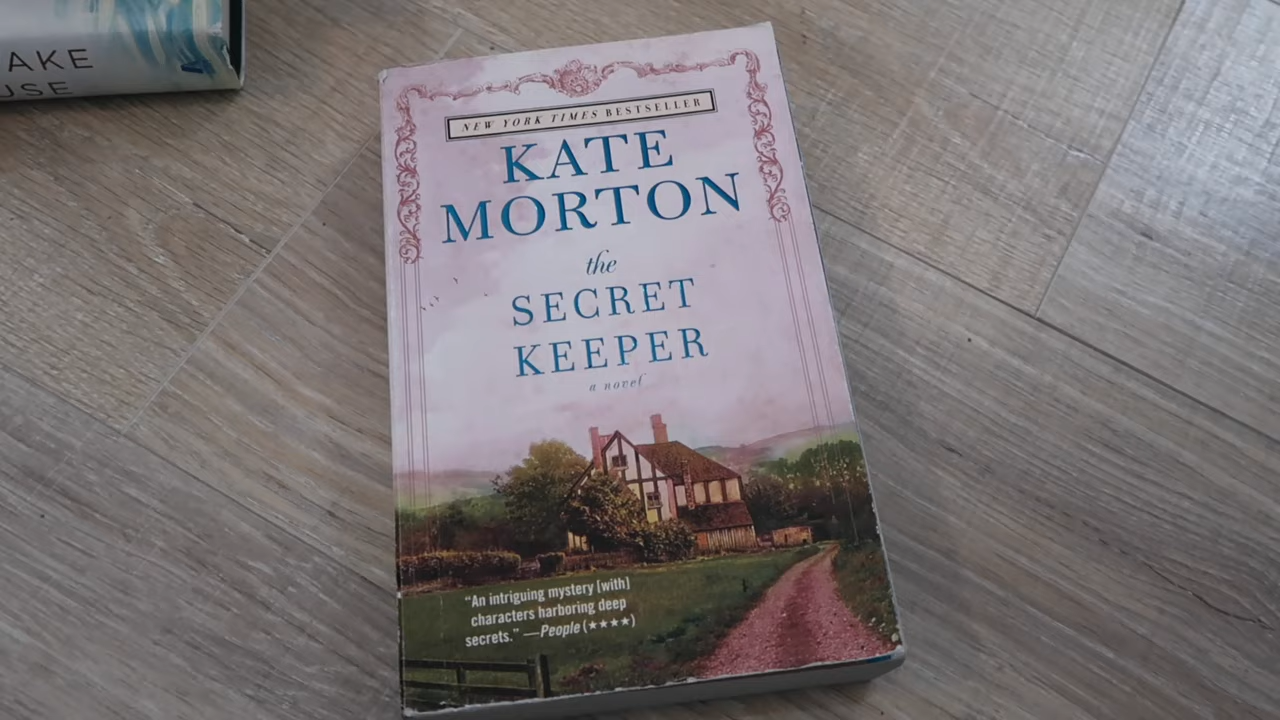 AKE
USE
NEW YORK TIMES BESTSELLER
KATE
MORTON
the
SECRET
KEEPER
a novel
"An intriguing mystery [with]
characters harboring deep
secrets." —People (★★★★)